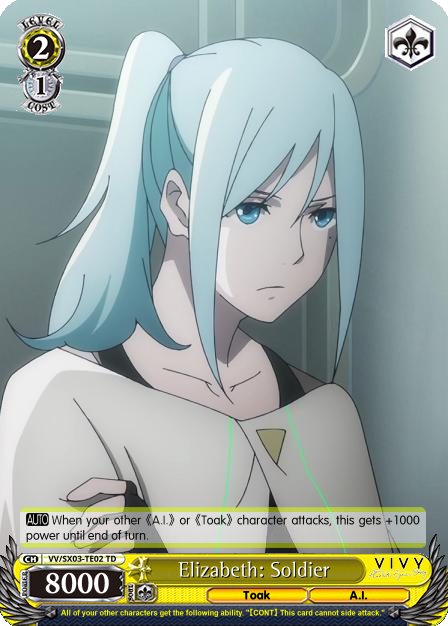 LEVEL
2
1
COST
AUTO When your other 《A.I.》 or 《Toak》 character attacks, this gets +1000
power until end of turn.
CH VV/SX03-TE02 TD
POWER 8000 SOUL Elizabeth: Soldier VIVY
Toak A.I.
All of your other characters get the following ability. "【CONT】 This card cannot side attack."